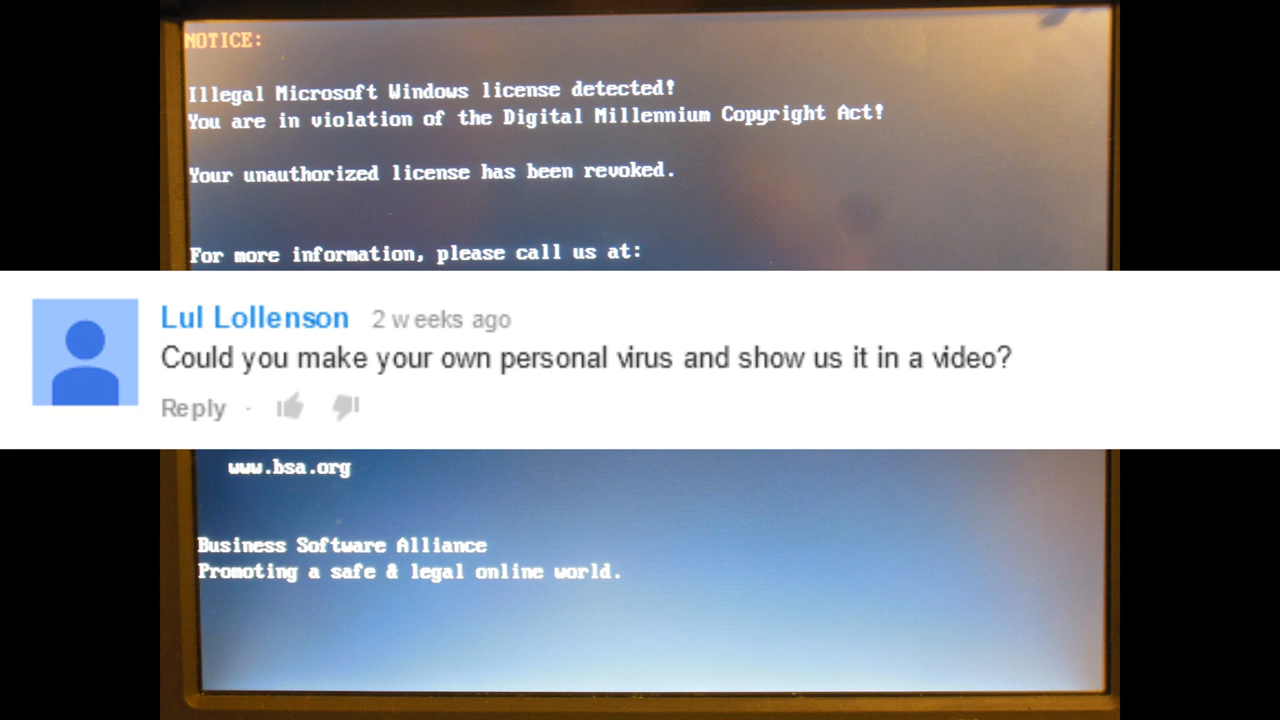 NOTICE:
Illegal Microsoft Windows license detected!
You are in violation of the Digital Millennium Copyright Act!
Your unauthorized license has been revoked.
For more information, please call us at:
Lul Lollenson 2 weeks ago
Could you make your own personal virus and show us it in a video?
Reply ·
www.bsa.org
Business Software Alliance
Promoting a safe & legal online world.